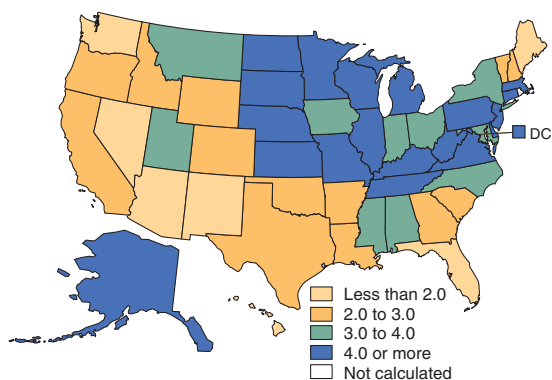 DC
Less than 2.0
2.0 to 3.0
3.0 to 4.0
4.0 or more
Not calculated